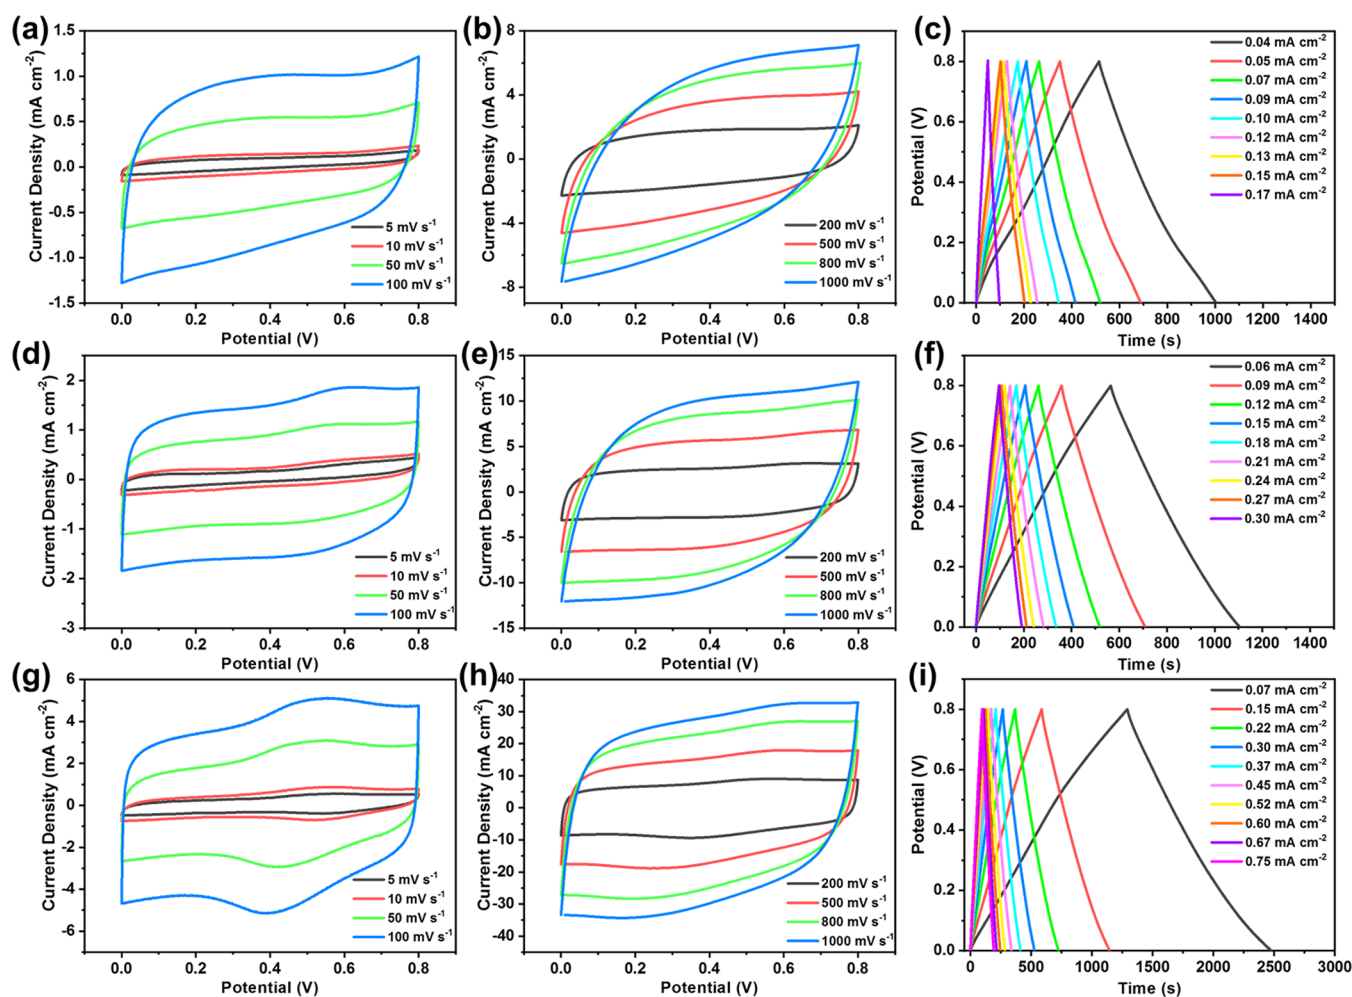 (a)
1.5
1.0
0.5
0.0
-0.5
-1.0
-1.5
Current Density (mA cm-2)
0.0 0.2 0.4 0.6 0.8
Potential (V)
5 mV s-1
10 mV s-1
50 mV s-1
100 mV s-1
(b)
8
4
0
-4
-8
Current Density (mA cm-2)
0.0 0.2 0.4 0.6 0.8
Potential (V)
200 mV s-1
500 mV s-1
800 mV s-1
1000 mV s-1
(c)
0.8
0.6
0.4
0.2
0.0
Potential (V)
0 200 400 600 800 1000 1200 1400
Time (s)
0.04 mA cm-2
0.05 mA cm-2
0.07 mA cm-2
0.09 mA cm-2
0.10 mA cm-2
0.12 mA cm-2
0.13 mA cm-2
0.15 mA cm-2
0.17 mA cm-2
(d)
2
1
0
-1
-2
-3
Current Density (mA cm-2)
0.0 0.2 0.4 0.6 0.8
Potential (V)
5 mV s-1
10 mV s-1
50 mV s-1
100 mV s-1
(e)
15
10
5
0
-5
-10
-15
Current Density (mA cm-2)
0.0 0.2 0.4 0.6 0.8
Potential (V)
200 mV s-1
500 mV s-1
800 mV s-1
1000 mV s-1
(f)
0.8
0.6
0.4
0.2
0.0
Potential (V)
0 200 400 600 800 1000 1200 1400
Time (s)
0.06 mA cm-2
0.09 mA cm-2
0.12 mA cm-2
0.15 mA cm-2
0.18 mA cm-2
0.21 mA cm-2
0.24 mA cm-2
0.27 mA cm-2
0.30 mA cm-2
(g)
6
4
2
0
-2
-4
-6
Current Density (mA cm-2)
0.0 0.2 0.4 0.6 0.8
Potential (V)
5 mV s-1
10 mV s-1
50 mV s-1
100 mV s-1
(h)
40
30
20
10
0
-10
-20
-30
-40
Current Density (mA cm-2)
0.0 0.2 0.4 0.6 0.8
Potential (V)
200 mV s-1
500 mV s-1
800 mV s-1
1000 mV s-1
(i)
0.8
0.6
0.4
0.2
0.0
Potential (V)
0 500 1000 1500 2000 2500 3000
Time (s)
0.07 mA cm-2
0.15 mA cm-2
0.22 mA cm-2
0.30 mA cm-2
0.37 mA cm-2
0.45 mA cm-2
0.52 mA cm-2
0.60 mA cm-2
0.67 mA cm-2
0.75 mA cm-2